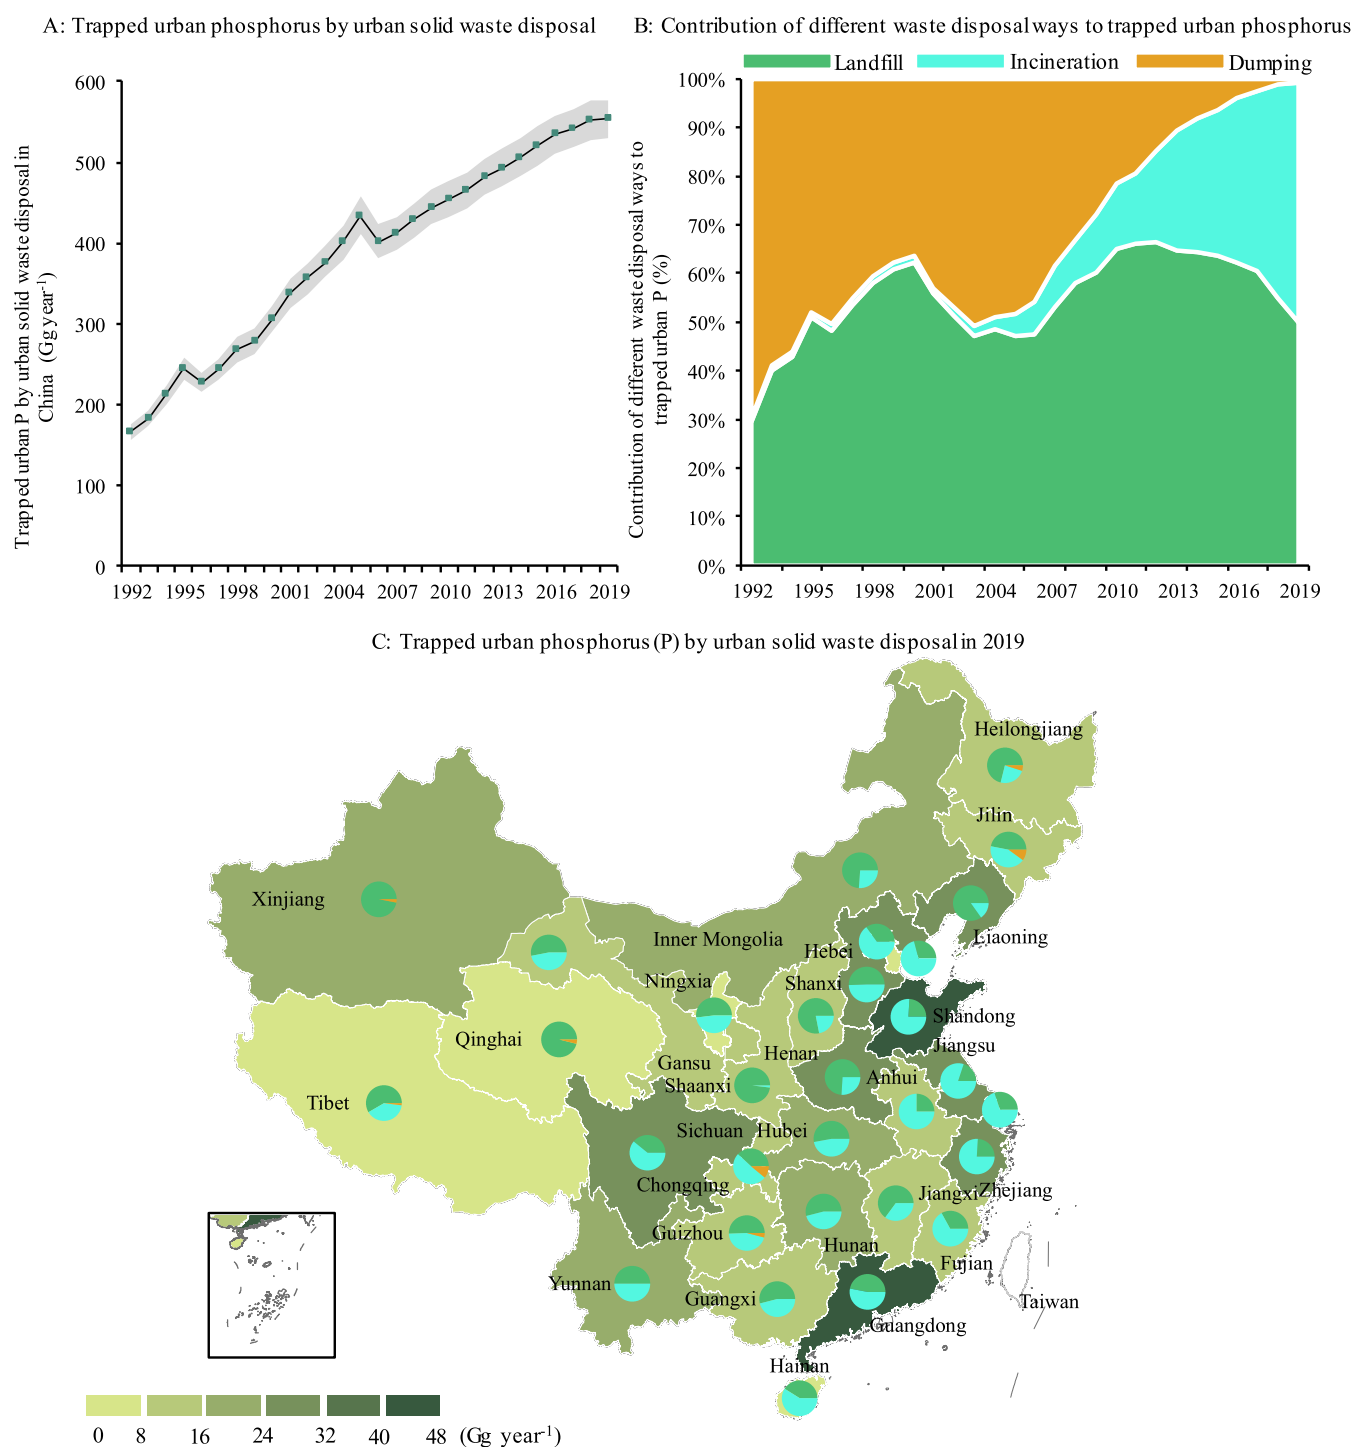 A: Trapped urban phosphorus by urban solid waste disposal
B: Contribution of different waste disposal ways to trapped urban phosphorus
Trapped urban P by urban solid waste disposal in
China (Gg year-1)
600
500
400
300
200
100
0
1992 1995 1998 2001 2004 2007 2010 2013 2016 2019
Landfill Incineration Dumping
Contribution of different waste disposal ways to
trapped urban P (%)
100%
90%
80%
70%
60%
50%
40%
30%
20%
10%
0%
1992 1995 1998 2001 2004 2007 2010 2013 2016 2019
C: Trapped urban phosphorus (P) by urban solid waste disposal in 2019
Heilongjiang
Jilin
Xinjiang
Liaoning
Inner Mongolia
Hebei
Ningxia
Shanxi
Shandong
Qinghai
Jiangsu
Henan
Gansu
Anhui
Shaanxi
Tibet
Sichuan
Hubei
Chongqing
Jiangxi
Zhejiang
Guizhou
Hunan
Fujian
Yunnan
Guangxi
Taiwan
Guangdong
Hainan
0 8 16 24 32 40 48 (Gg year-1)